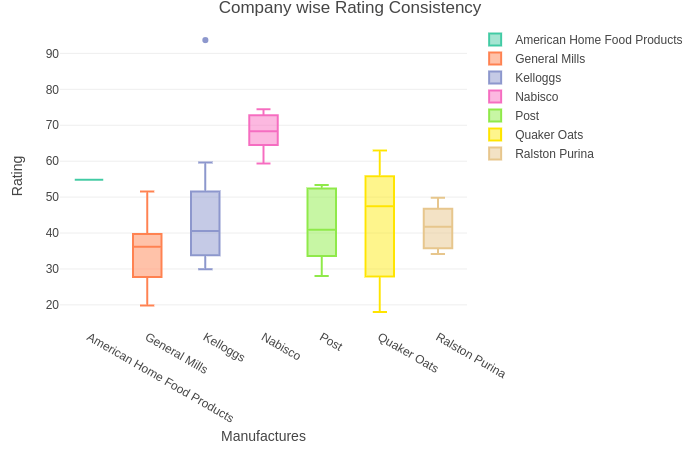 Company wise Rating Consistency
American Home Food Products
General Mills
Kelloggs
Nabisco
Post
Quaker Oats
Ralston Purina
Rating
90
80
70
60
50
40
30
20
American Home Food Products
General Mills
Kelloggs
Nabisco
Post
Quaker Oats
Ralston Purina
Manufactures